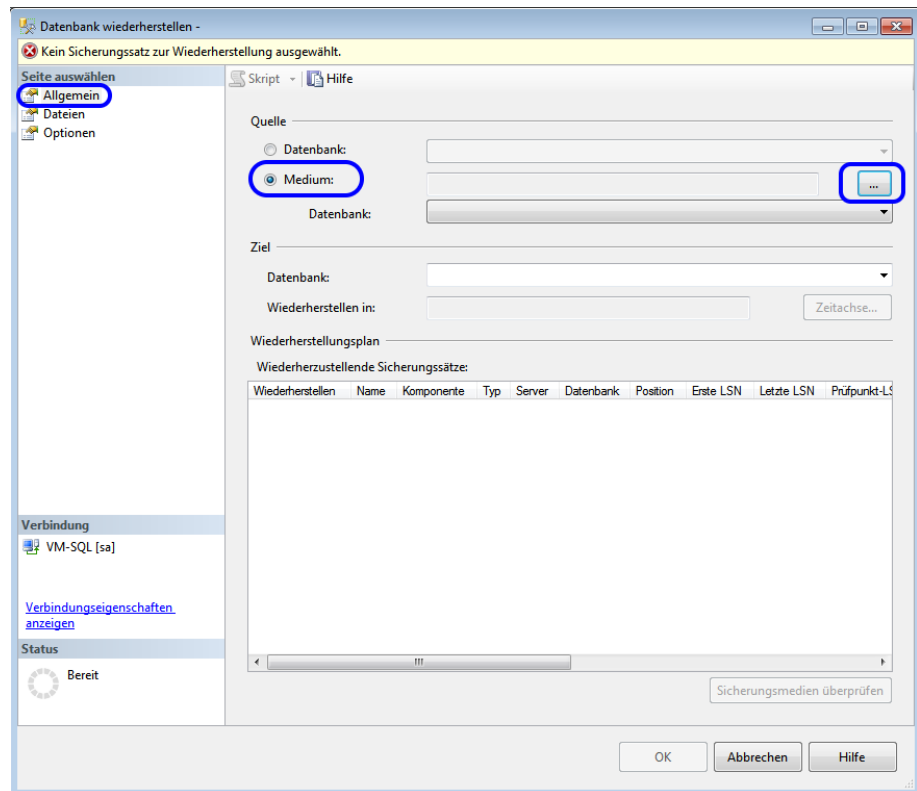 Datenbank wiederherstellen -
Kein Sicherungssatz zur Wiederherstellung ausgewählt.
Seite auswählen
Allgemein
Dateien
Optionen
Skript
Hilfe
Quelle
Datenbank:
Medium:
...
Datenbank:
Ziel
Datenbank:
Wiederherstellen in:
Zeitachse...
Wiederherstellungsplan
Wiederherzustellende Sicherungssätze:
Wiederherstellen Name Komponente Typ Server Datenbank Position Erste LSN Letzte LSN Prüfpunkt-LS
Verbindung
VM-SQL [sa]
Verbindungseigenschaften
anzeigen
Status
Bereit
Sicherungsmedien überprüfen
OK
Abbrechen
Hilfe